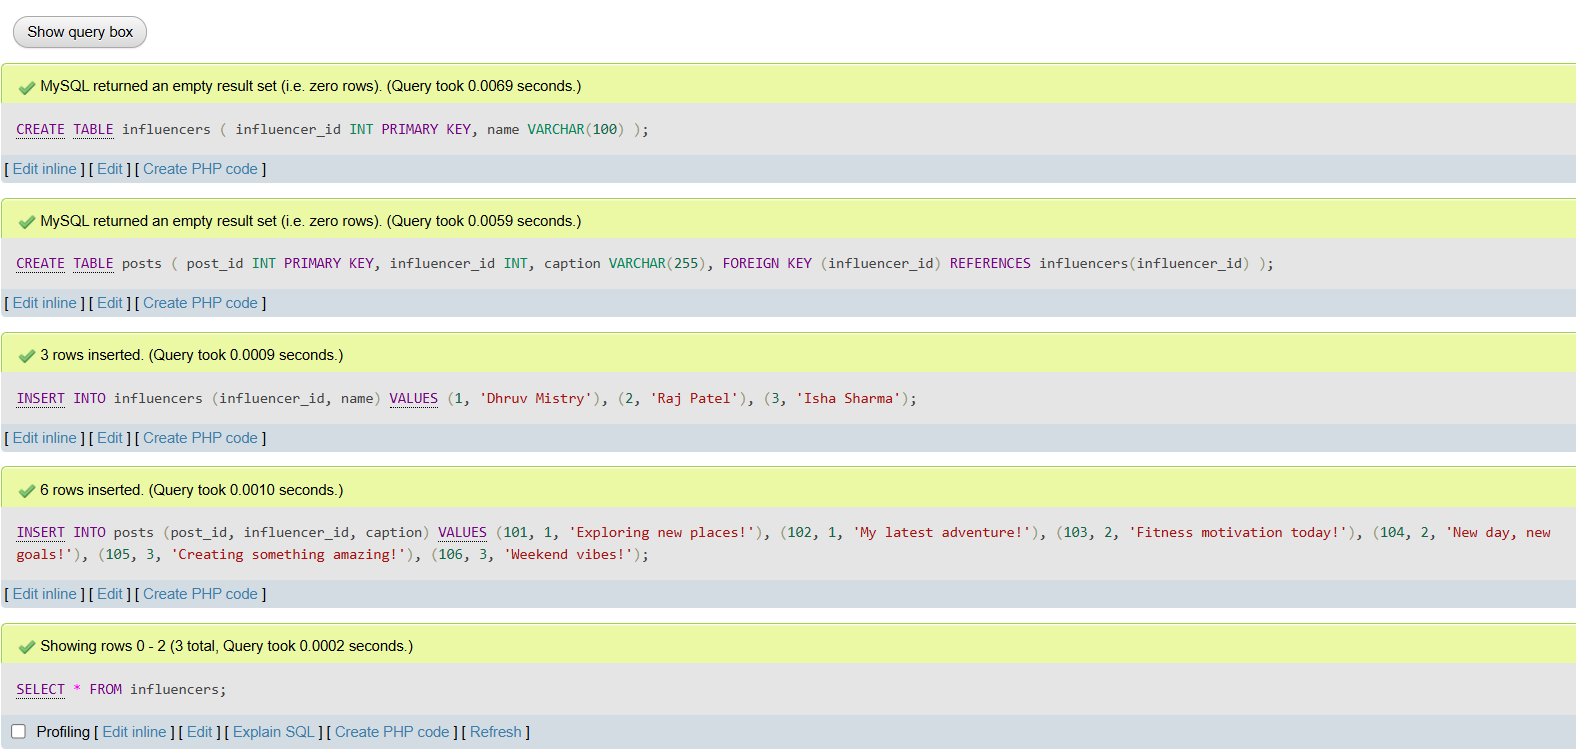 Show query box
MySQL returned an empty result set (i.e. zero rows). (Query took 0.0069 seconds.)
CREATE TABLE influencers ( influencer_id INT PRIMARY KEY, name VARCHAR(100) );
[ Edit inline ] [ Edit ] [ Create PHP code ]
MySQL returned an empty result set (i.e. zero rows). (Query took 0.0059 seconds.)
CREATE TABLE posts ( post_id INT PRIMARY KEY, influencer_id INT, caption VARCHAR(255), FOREIGN KEY (influencer_id) REFERENCES influencers(influencer_id) );
[ Edit inline ] [ Edit ] [ Create PHP code ]
3 rows inserted. (Query took 0.0009 seconds.)
INSERT INTO influencers (influencer_id, name) VALUES (1, 'Dhruv Mistry'), (2, 'Raj Patel'), (3, 'Isha Sharma');
[ Edit inline ] [ Edit ] [ Create PHP code ]
6 rows inserted. (Query took 0.0010 seconds.)
INSERT INTO posts (post_id, influencer_id, caption) VALUES (101, 1, 'Exploring new places!'), (102, 1, 'My latest adventure!'), (103, 2, 'Fitness motivation today!'), (104, 2, 'New day, new
goals!'), (105, 3, 'Creating something amazing!'), (106, 3, 'Weekend vibes!');
[ Edit inline ] [ Edit ] [ Create PHP code ]
Showing rows 0 - 2 (3 total, Query took 0.0002 seconds.)
SELECT * FROM influencers;
Profiling [ Edit inline ] [ Edit ] [ Explain SQL ] [ Create PHP code ] [ Refresh ]